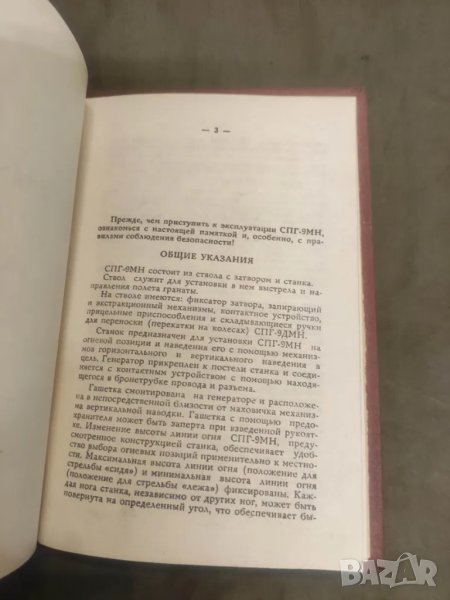 — 3 —
Прежде, чем приступить к эксплуатации СПГ-9МН,
ознакомься с настоящей памяткой и, особенно, с пра-
вилами соблюдения безопасности!
ОБЩИЕ УКАЗАНИЯ
СПГ-9МН состоит из ствола с затвором и станка.
Ствол служит для установки в нем выстрела и на-
правления полета гранаты.
На стволе имеются: фиксатор затвора, запирающий
и экстракционный механизмы, контактное устройство,
прицельные приспособления и складывающиеся ручки
для переноски (перекатки на колесах) СПГ-9ДМН.
Станок предназначен для установки СПГ-9МН на
огневой позиции и наведения его с помощью механиз-
мов горизонтального и вертикального наведения в
цель. Генератор прикреплен к постели станка и соеди-
няется с контактным устройством с помощью находя-
щегося в бронетрубке провода и разъема.
Гашетка смонтирована на генераторе и расположе-
на в непосредственной близости от маховичка механиз-
ма вертикальной наводки. Гашетка с помощью предо-
хранителя может быть заперта при взведенной рукоят-
ке. Изменение высоты линии огня СПГ-9МН, преду-
смотренное конструкцией станка, обеспечивает удоб-
ство выбора огневых позиций применительно к местно-
сти. Максимальная высота линии огня (положение для
стрельбы «сидя») и минимальная высота линии огня
(положение для стрельбы «лежа») фиксированы. Каж-
дая нога станка, независимо от других ног, может быть
повернута на определенный угол, что обеспечивает бы-
БАЗАР.bg